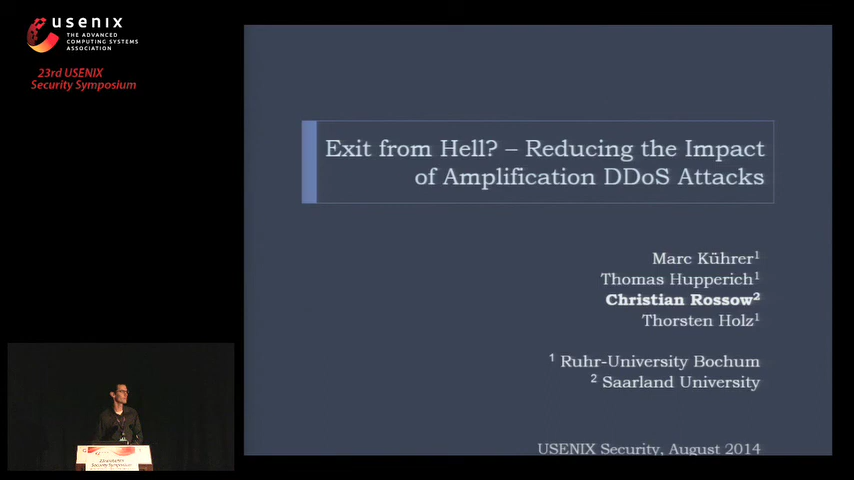 usenix
THE ADVANCED
COMPUTING SYSTEMS
ASSOCIATION
23rd USENIX
Security Symposium
Exit from Hell? – Reducing the Impact
of Amplification DDoS Attacks
Marc Kührer¹
Thomas Hupperich¹
Christian Rossow²
Thorsten Holz¹
¹ Ruhr-University Bochum
² Saarland University
USENIX Security, August 2014